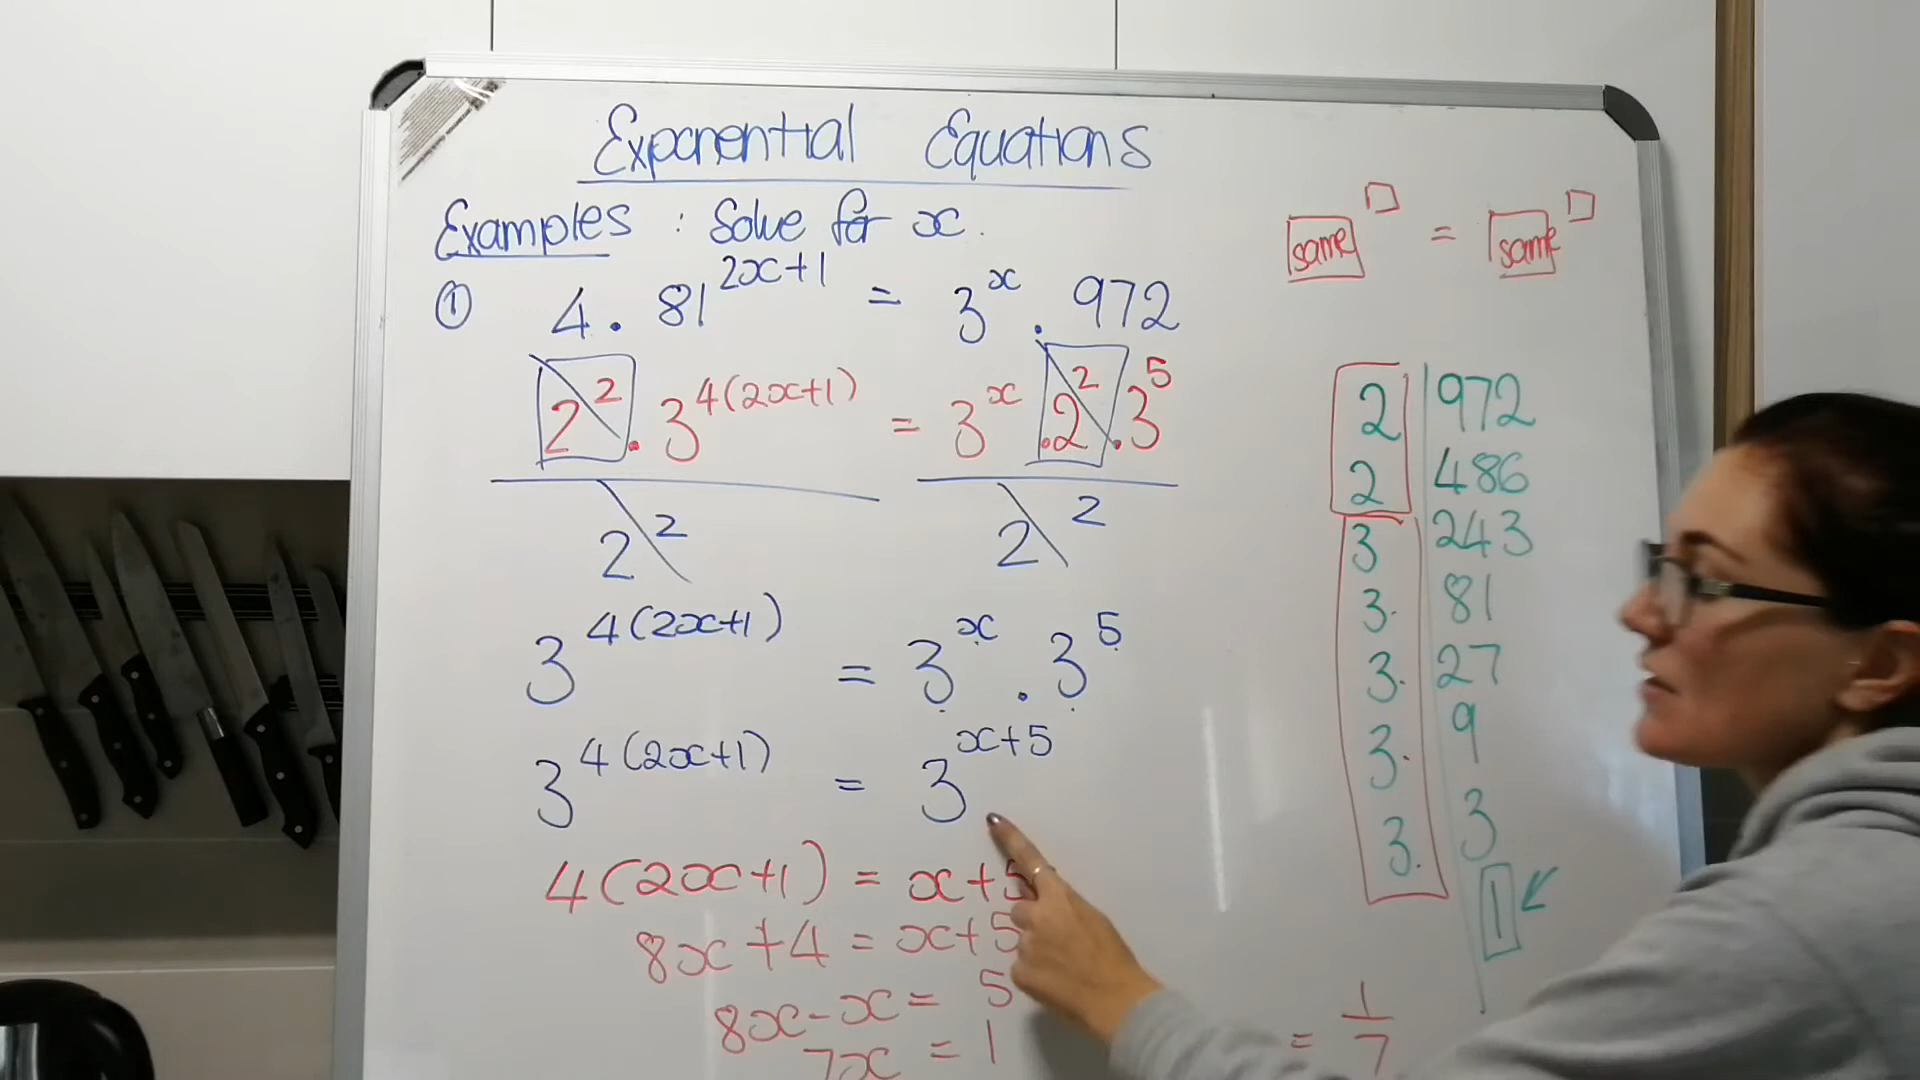 Exponential Equations
Examples : Solve for x.
① 4 . 81^(2x+1) = 3^x . 972
2^2 . 3^(4(2x+1)) = 3^x . 2^2 . 3^5
2^2 2^2
3^(4(2x+1)) = 3^x . 3^5
3^(4(2x+1)) = 3^(x+5)
4(2x+1) = x+5
8x+4 = x+5
8x-x = 5
7x = 1
= 1/7
same^□ = same^□
2 | 972
2 | 486
3 | 243
3. | 81
3. | 27
3. | 9
3. | 3
1